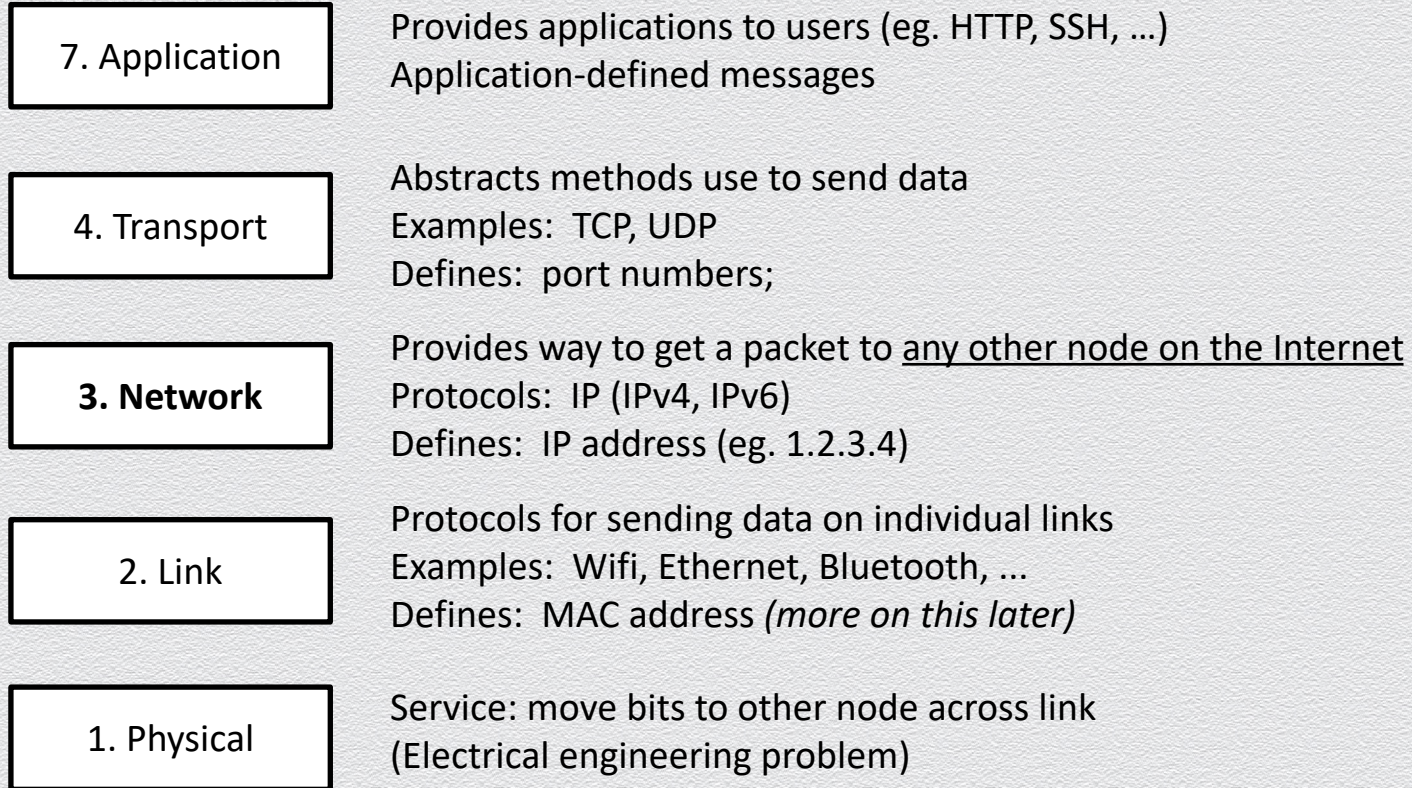 7. Application
Provides applications to users (eg. HTTP, SSH, …)
Application-defined messages
4. Transport
Abstracts methods use to send data
Examples:  TCP, UDP
Defines:  port numbers;
3. Network
Provides way to get a packet to any other node on the Internet
Protocols:  IP (IPv4, IPv6)
Defines:  IP address (eg. 1.2.3.4)
2. Link
Protocols for sending data on individual links
Examples:  Wifi, Ethernet, Bluetooth, ...
Defines:  MAC address (more on this later)
1. Physical
Service: move bits to other node across link
(Electrical engineering problem)